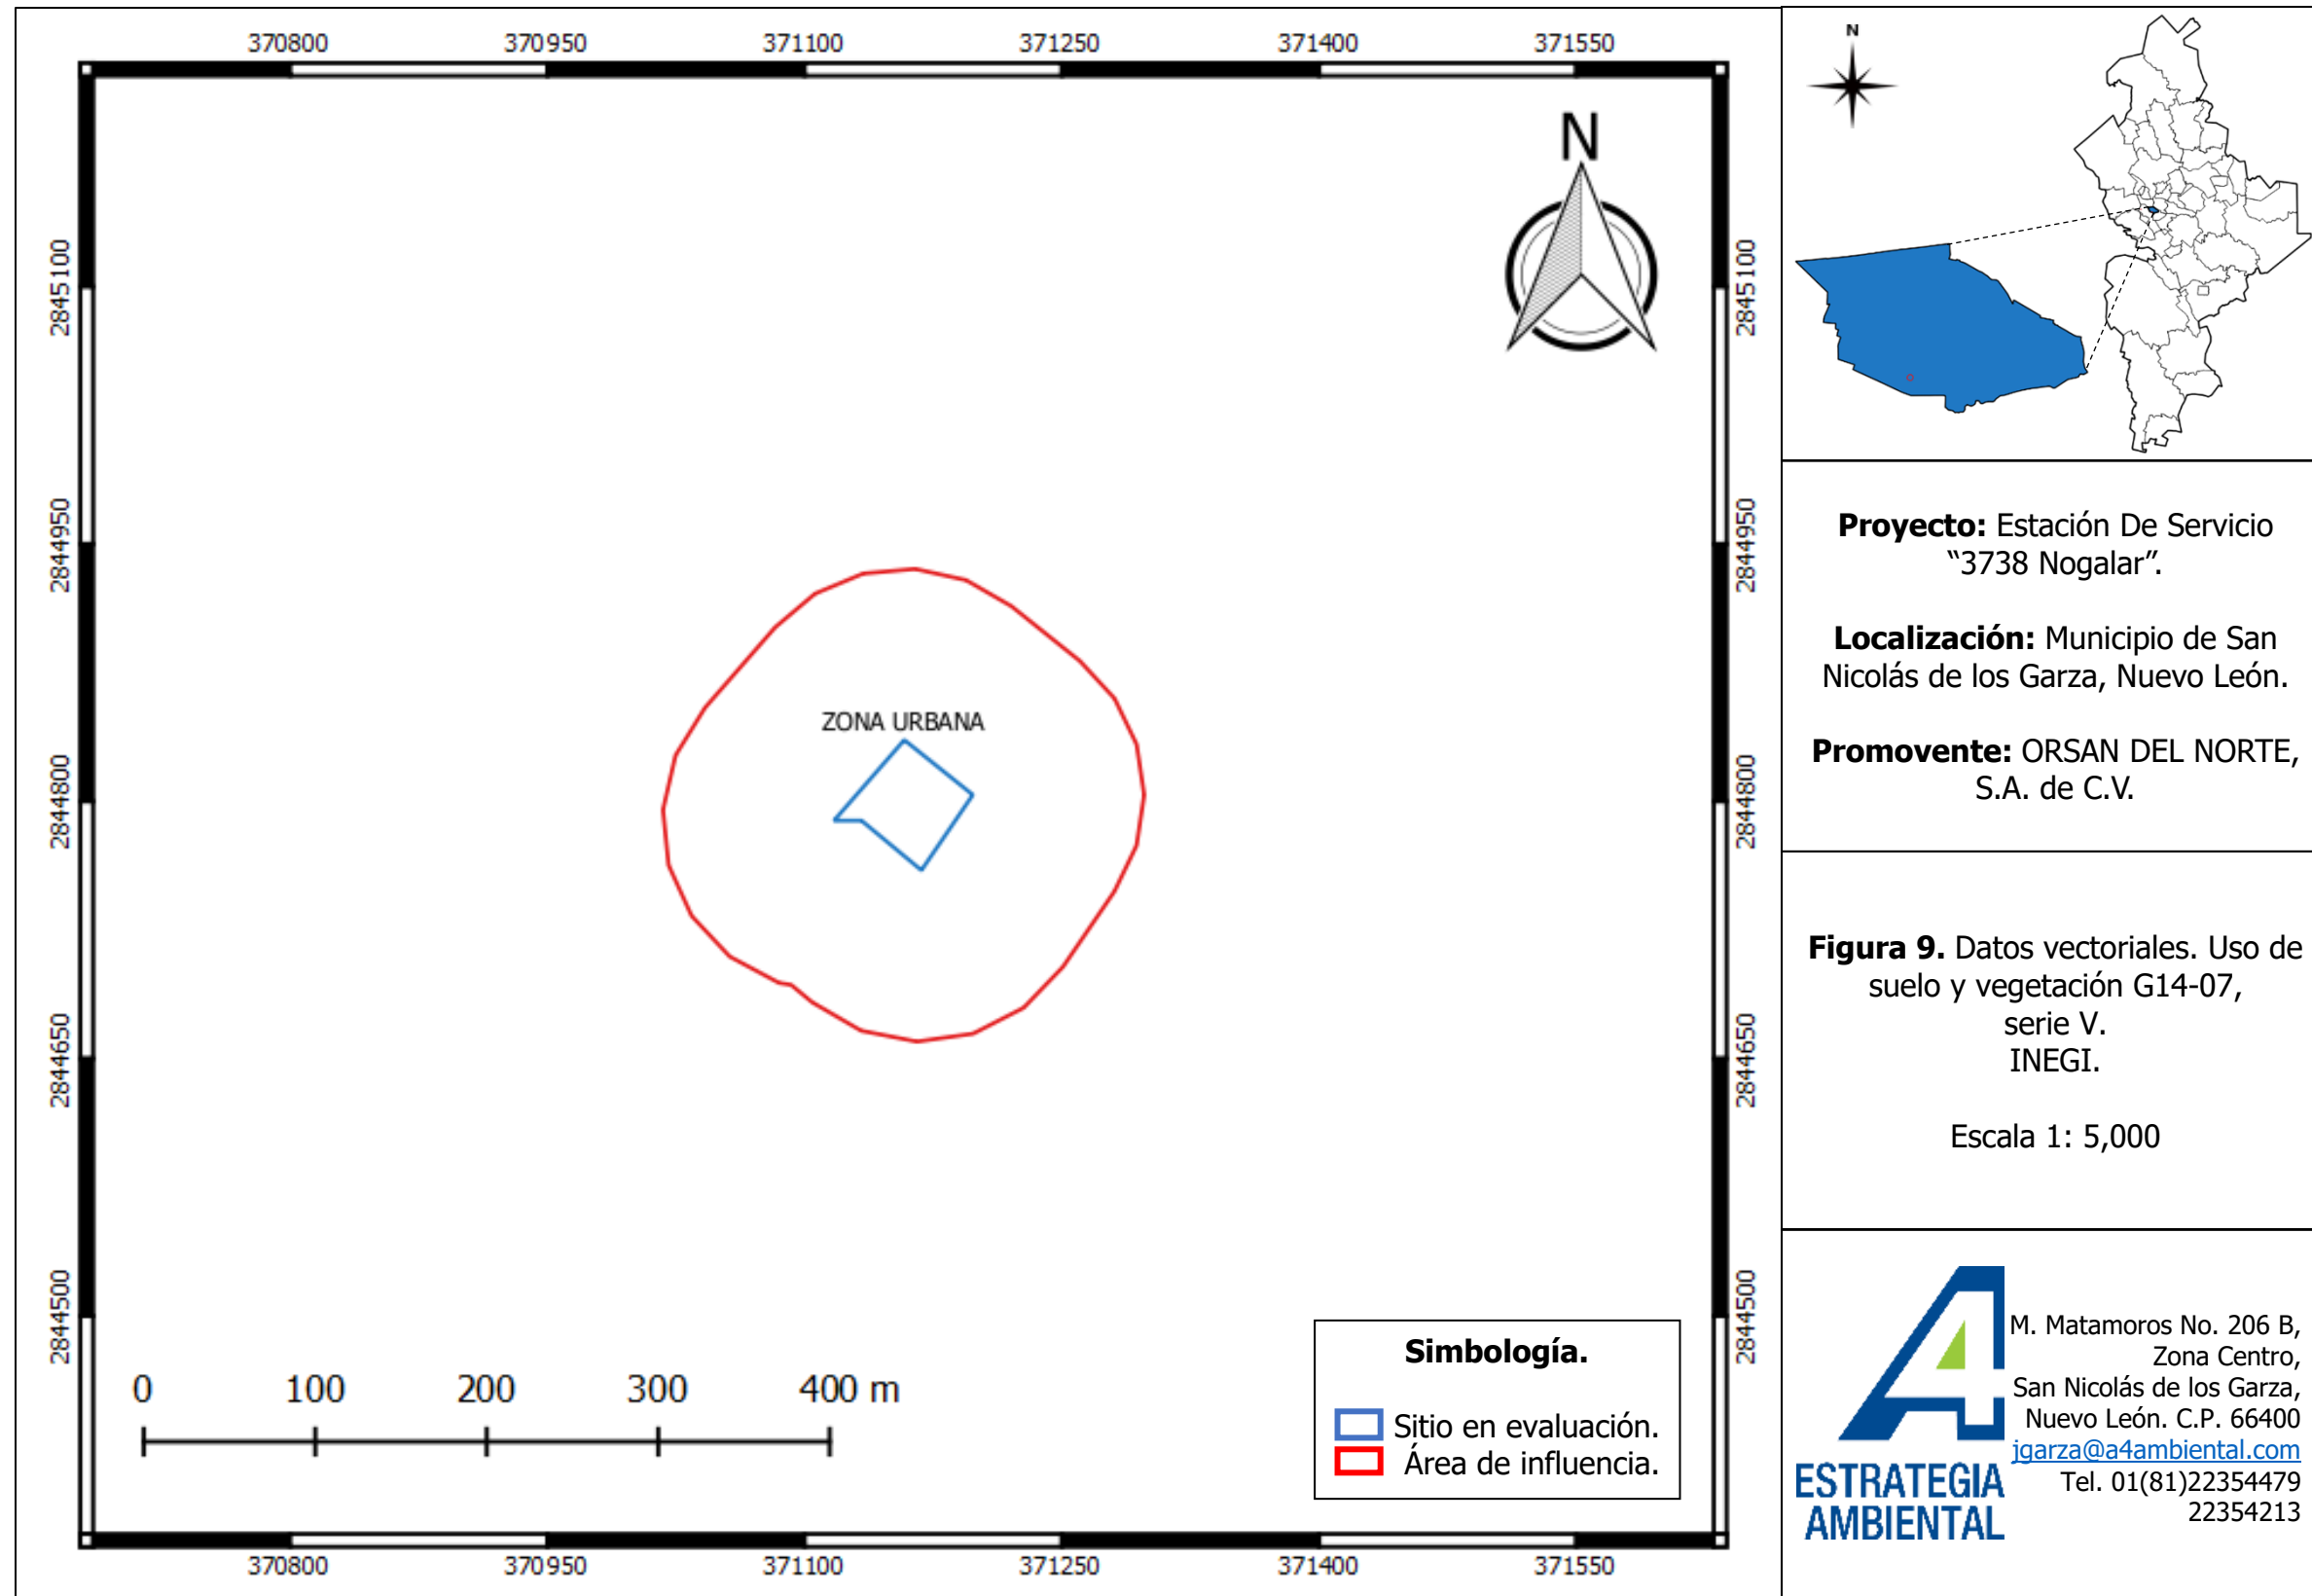 370800 370950 371100 371250 371400 371550
2845100
2844950
2844800
2844650
2844500
N
ZONA URBANA
2845100
2844950
2844800
2844650
2844500
0 100 200 300 400 m
Simbología.
Sitio en evaluación.
Área de influencia.
370800 370950 371100 371250 371400 371550
N
Proyecto: Estación De Servicio
“3738 Nogalar”.
Localización: Municipio de San
Nicolás de los Garza, Nuevo León.
Promovente: ORSAN DEL NORTE,
S.A. de C.V.
Figura 9. Datos vectoriales. Uso de
suelo y vegetación G14-07,
serie V.
INEGI.
Escala 1: 5,000
A4
ESTRATEGIA
AMBIENTAL
M. Matamoros No. 206 B,
Zona Centro,
San Nicolás de los Garza,
Nuevo León. C.P. 66400
jgarza@a4ambiental.com
Tel. 01(81)22354479
22354213